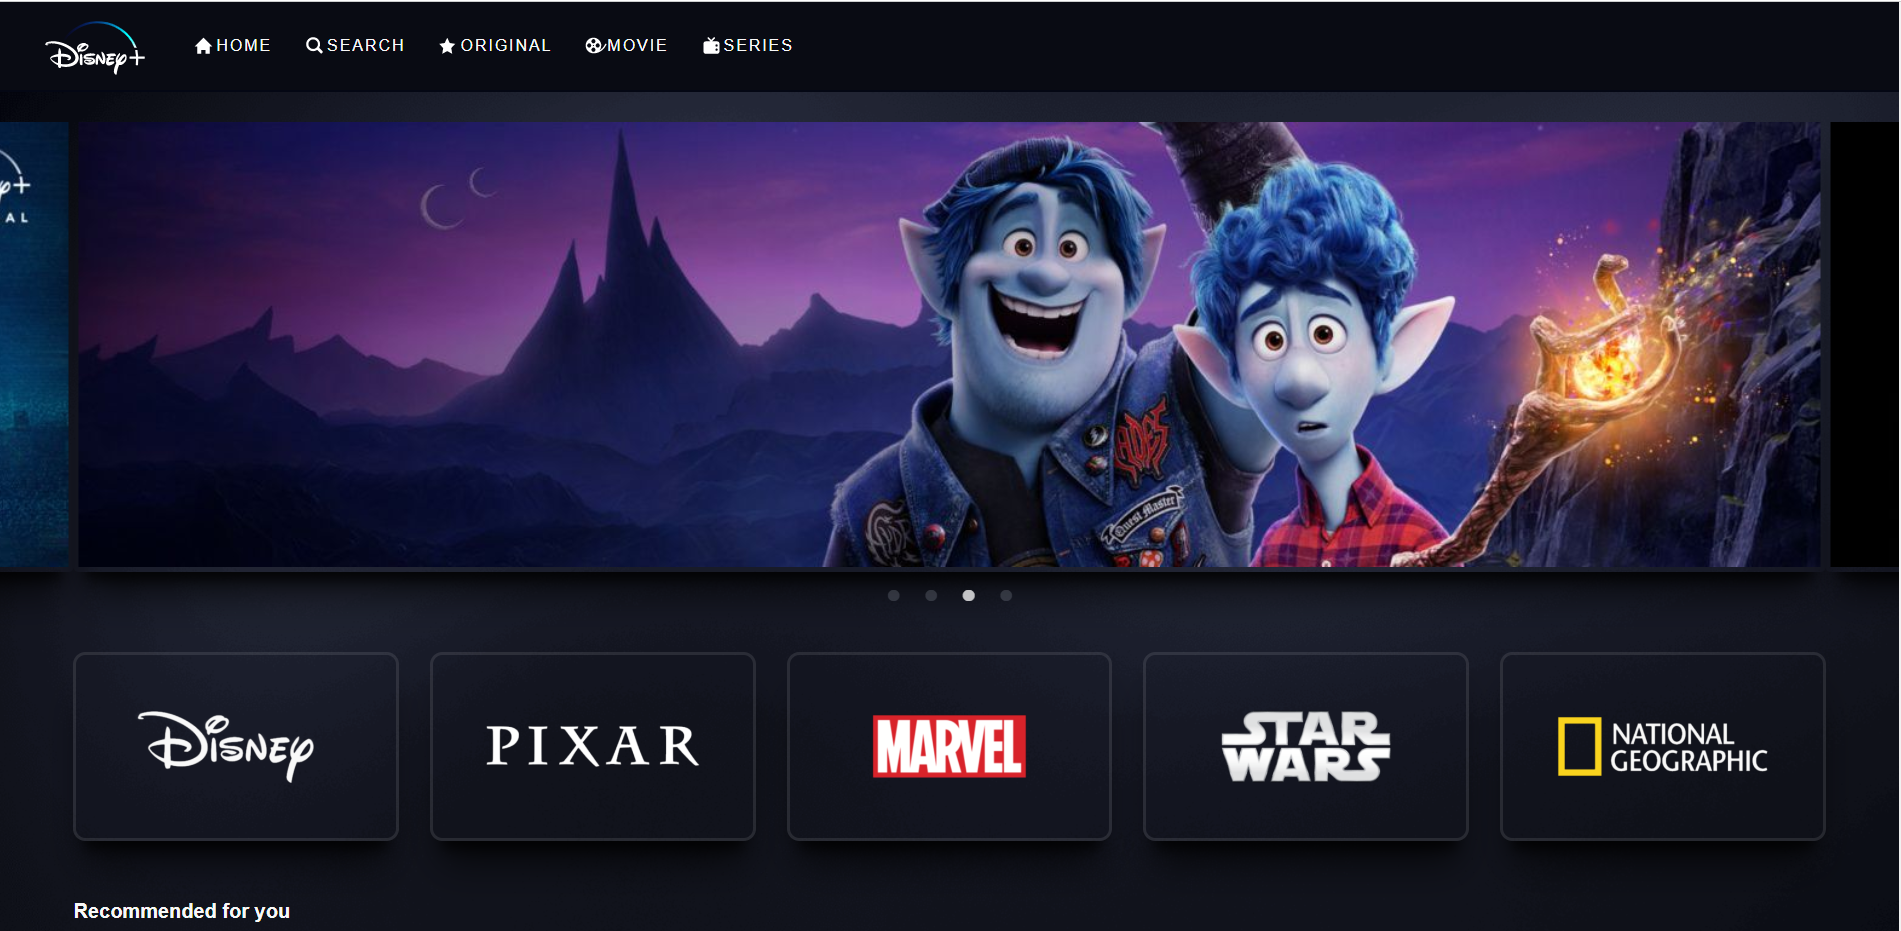 Disney+
HOME
SEARCH
ORIGINAL
MOVIE
SERIES
AL
Quest Master
Disney
PIXAR
MARVEL
STAR
WARS
NATIONAL
GEOGRAPHIC
Recommended for you